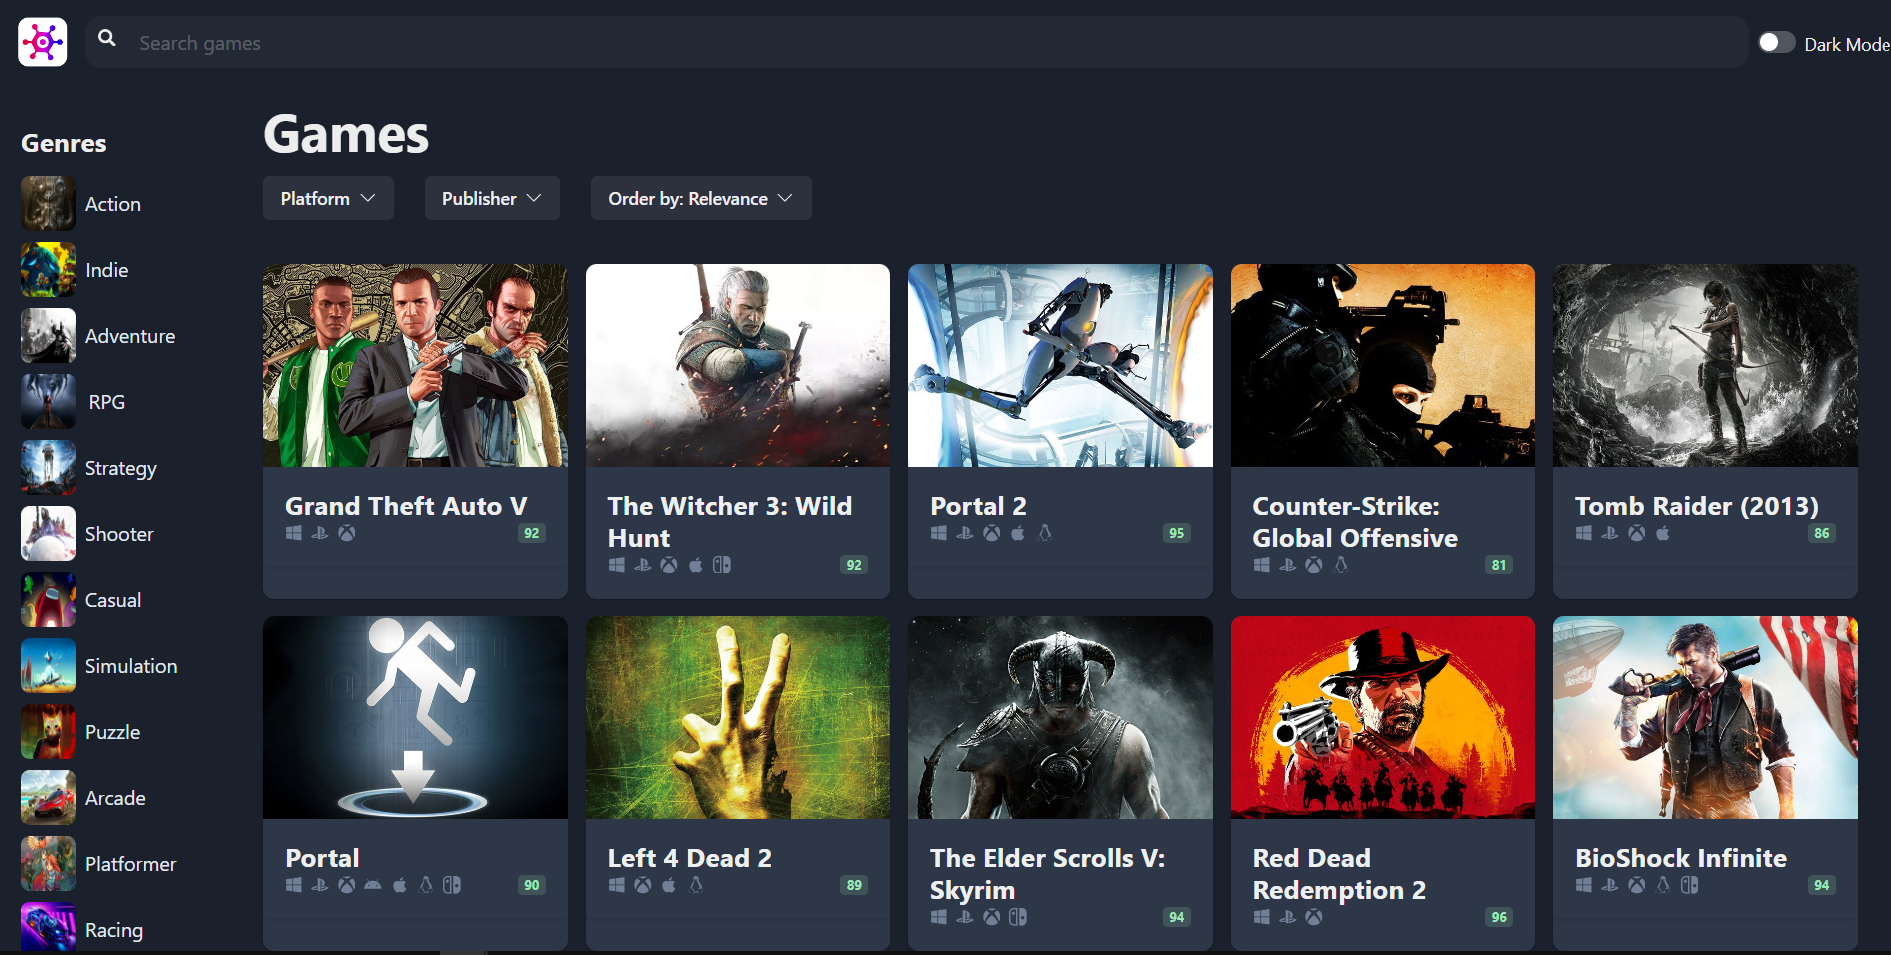 Search games
Dark Mode
Genres
Action
Indie
Adventure
RPG
Strategy
Shooter
Casual
Simulation
Puzzle
Arcade
Platformer
Racing
Games
Platform
Publisher
Order by: Relevance
Grand Theft Auto V
92
The Witcher 3: Wild
Hunt
92
Portal 2
95
Counter-Strike:
Global Offensive
81
Tomb Raider (2013)
86
Portal
90
Left 4 Dead 2
89
The Elder Scrolls V:
Skyrim
94
Red Dead
Redemption 2
96
BioShock Infinite
94